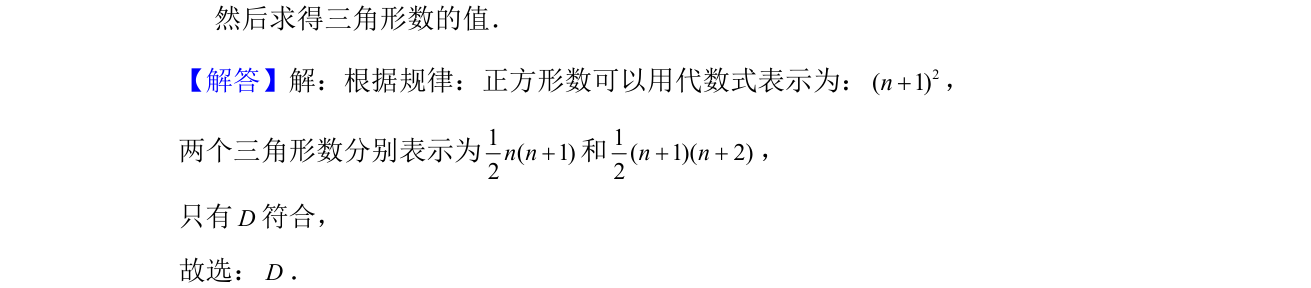 然后求得三角形数的值．
【解答】解：根据规律：正方形数可以用代数式表示为：(n+1)²，
两个三角形数分别表示为\frac{1}{2}n(n+1)和\frac{1}{2}(n+1)(n+2)，
只有D符合，
故选：D．